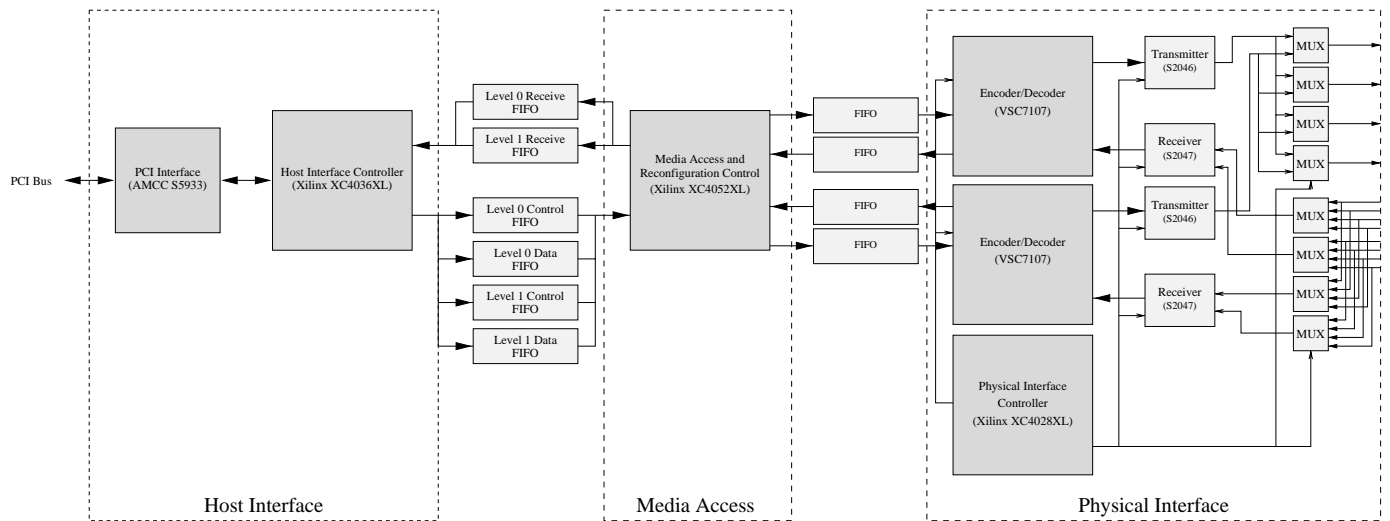 PCI Bus
PCI Interface
(AMCC S5933)
Host Interface Controller
(Xilinx XC4036XL)
Host Interface
Level 0 Receive
FIFO
Level 1 Receive
FIFO
Level 0 Control
FIFO
Level 0 Data
FIFO
Level 1 Control
FIFO
Level 1 Data
FIFO
Media Access and
Reconfiguration Control
(Xilinx XC4052XL)
Media Access
FIFO
FIFO
FIFO
FIFO
Encoder/Decoder
(VSC7107)
Encoder/Decoder
(VSC7107)
Physical Interface
Controller
(Xilinx XC4028XL)
Transmitter
(S2046)
Receiver
(S2047)
Transmitter
(S2046)
Receiver
(S2047)
MUX
MUX
MUX
MUX
MUX
MUX
MUX
MUX
Physical Interface